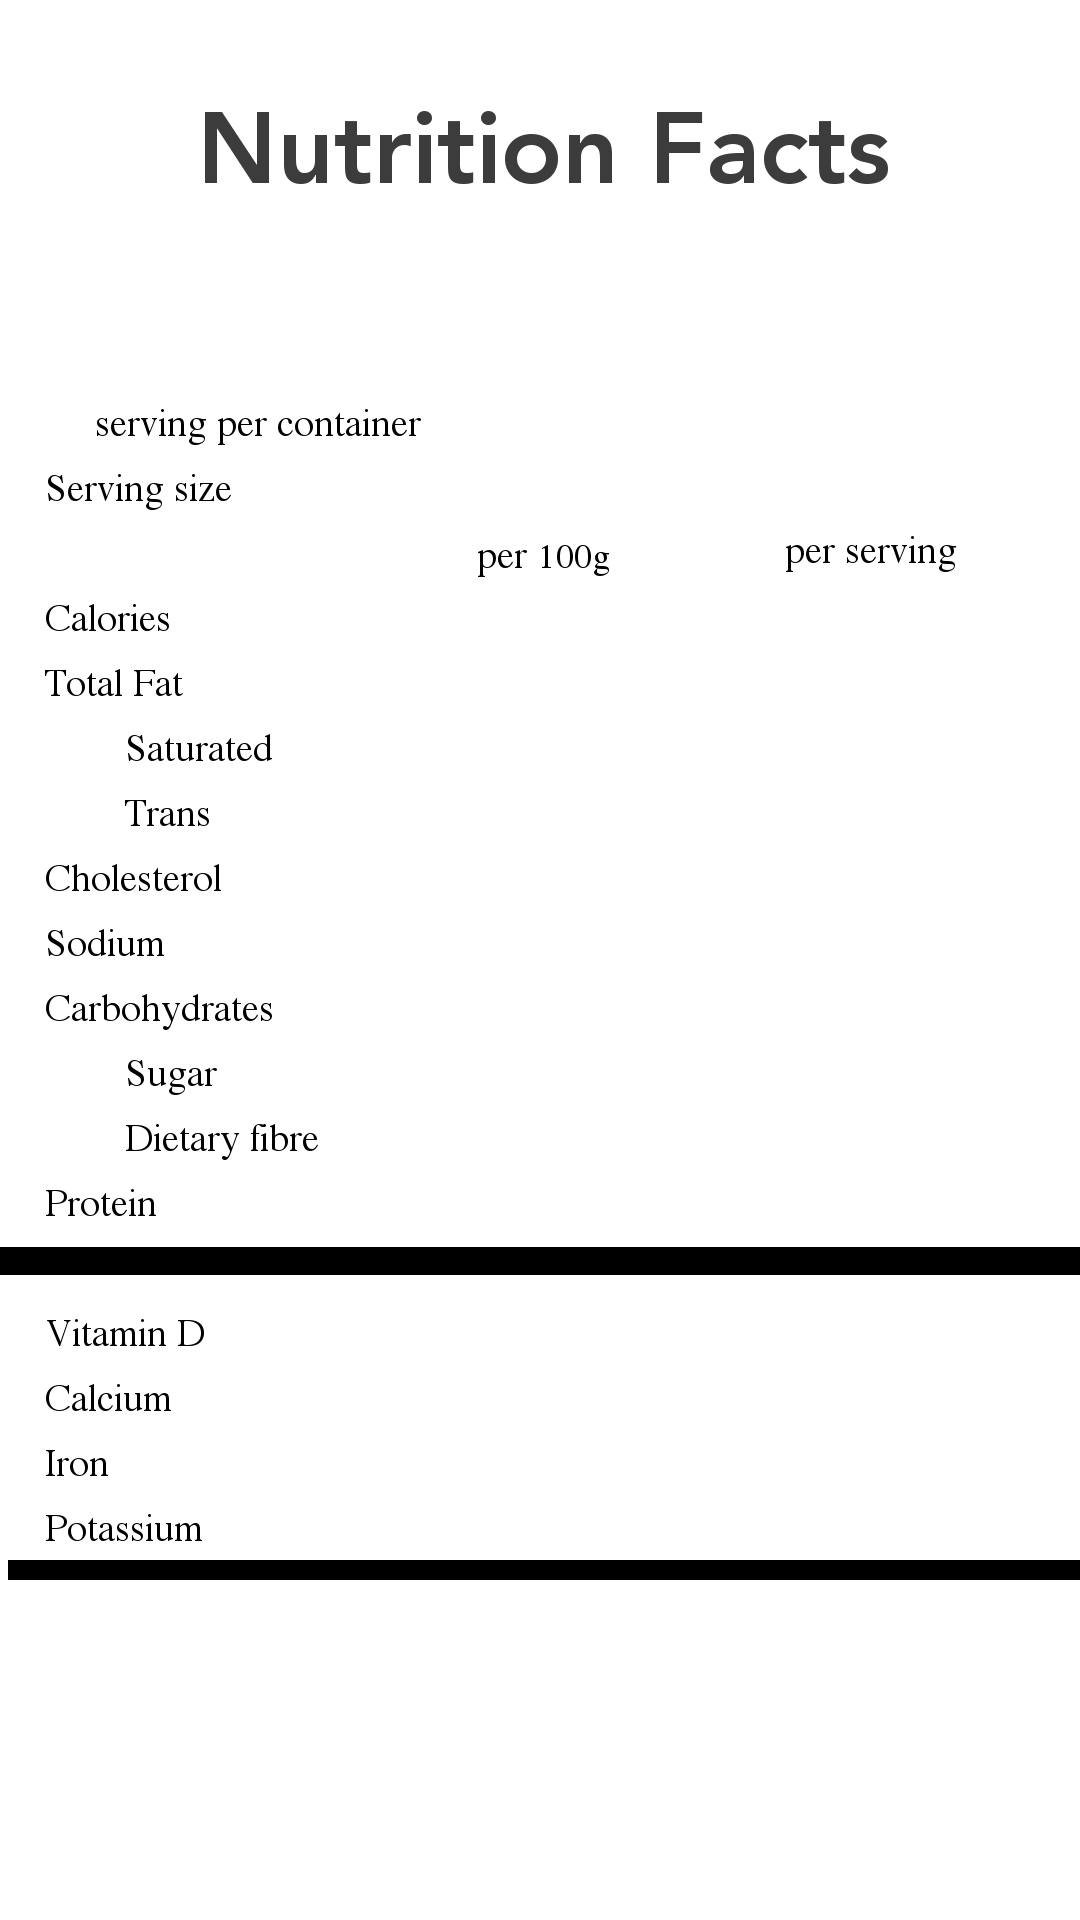 Nutrition Facts
serving per container
Serving size
per 100g per serving
Calories
Total Fat
Saturated
Trans
Cholesterol
Sodium
Carbohydrates
Sugar
Dietary fibre
Protein
Vitamin D
Calcium
Iron
Potassium